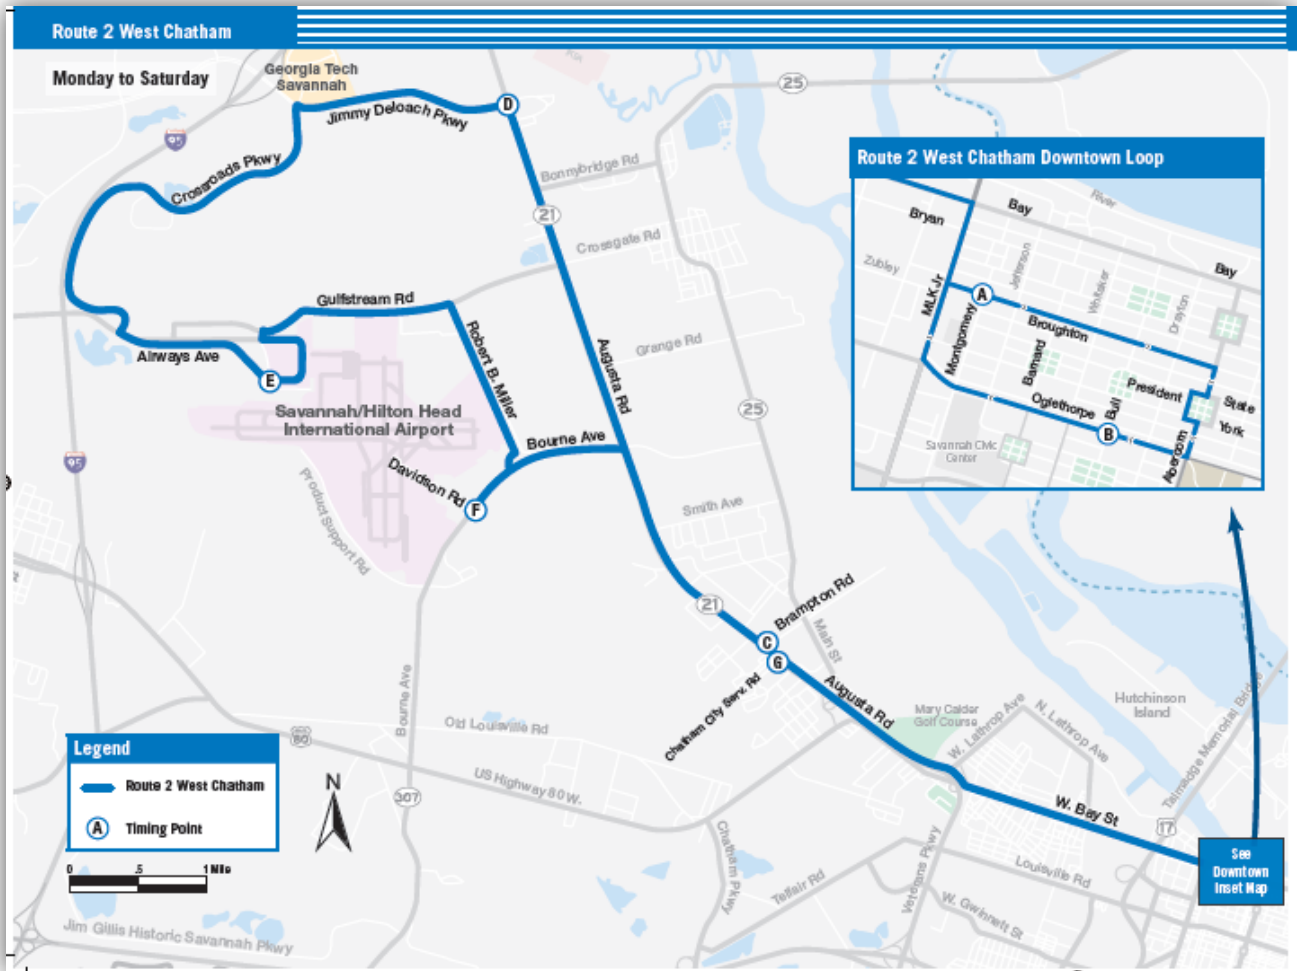 Route 2 West Chatham
Monday to Saturday
Georgia Tech
Savannah
95
Jimmy Deloach Pkwy
D
25
Crossroads Pkwy
Bonnybridge Rd
21
Crossgate Rd
Gulfstream Rd
Robert B. Miller
Augusta Rd
Grange Rd
25
Airways Ave
E
Savannah/Hilton Head
International Airport
Bourne Ave
Davidson Rd
F
95
Product Support Rd
Smith Ave
21
Brampton Rd
C
G
Main St
Chatham City Serv. Rd
Augusta Rd
Mary Calder
Golf Course
W. Lathrop Ave
N. Lathrop Ave
Hutchinson
Island
Talmadge Memorial Bridge
Bourne Ave
Old Louisville Rd
80
US Highway 80 W.
307
W. Bay St
17
Chatham Pkwy
Telfair Rd
Veterans Pkwy
Louisville Rd
W. Gwinnett St
Jim Gillis Historic Savannah Pkwy
See
Downtown
Inset Map
Route 2 West Chatham Downtown Loop
Bryan
Bay
River
Zubley
Jefferson
Bay
MLK Jr
A
Whitaker
Drayton
Montgomery
Broughton
Barnard
President
State
Oglethorpe
Bull
York
B
Abercorn
Savannah Civic
Center
Legend
Route 2 West Chatham
A
Timing Point
N
0 .5 1 Mile